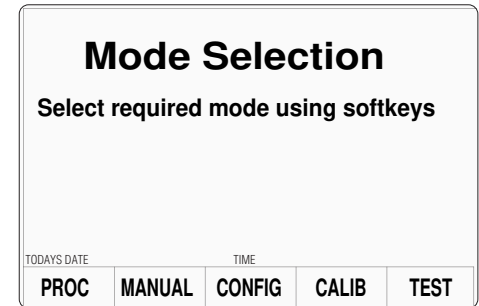 Mode Selection
Select required mode using softkeys
TODAYS DATE TIME
PROC MANUAL CONFIG CALIB TEST